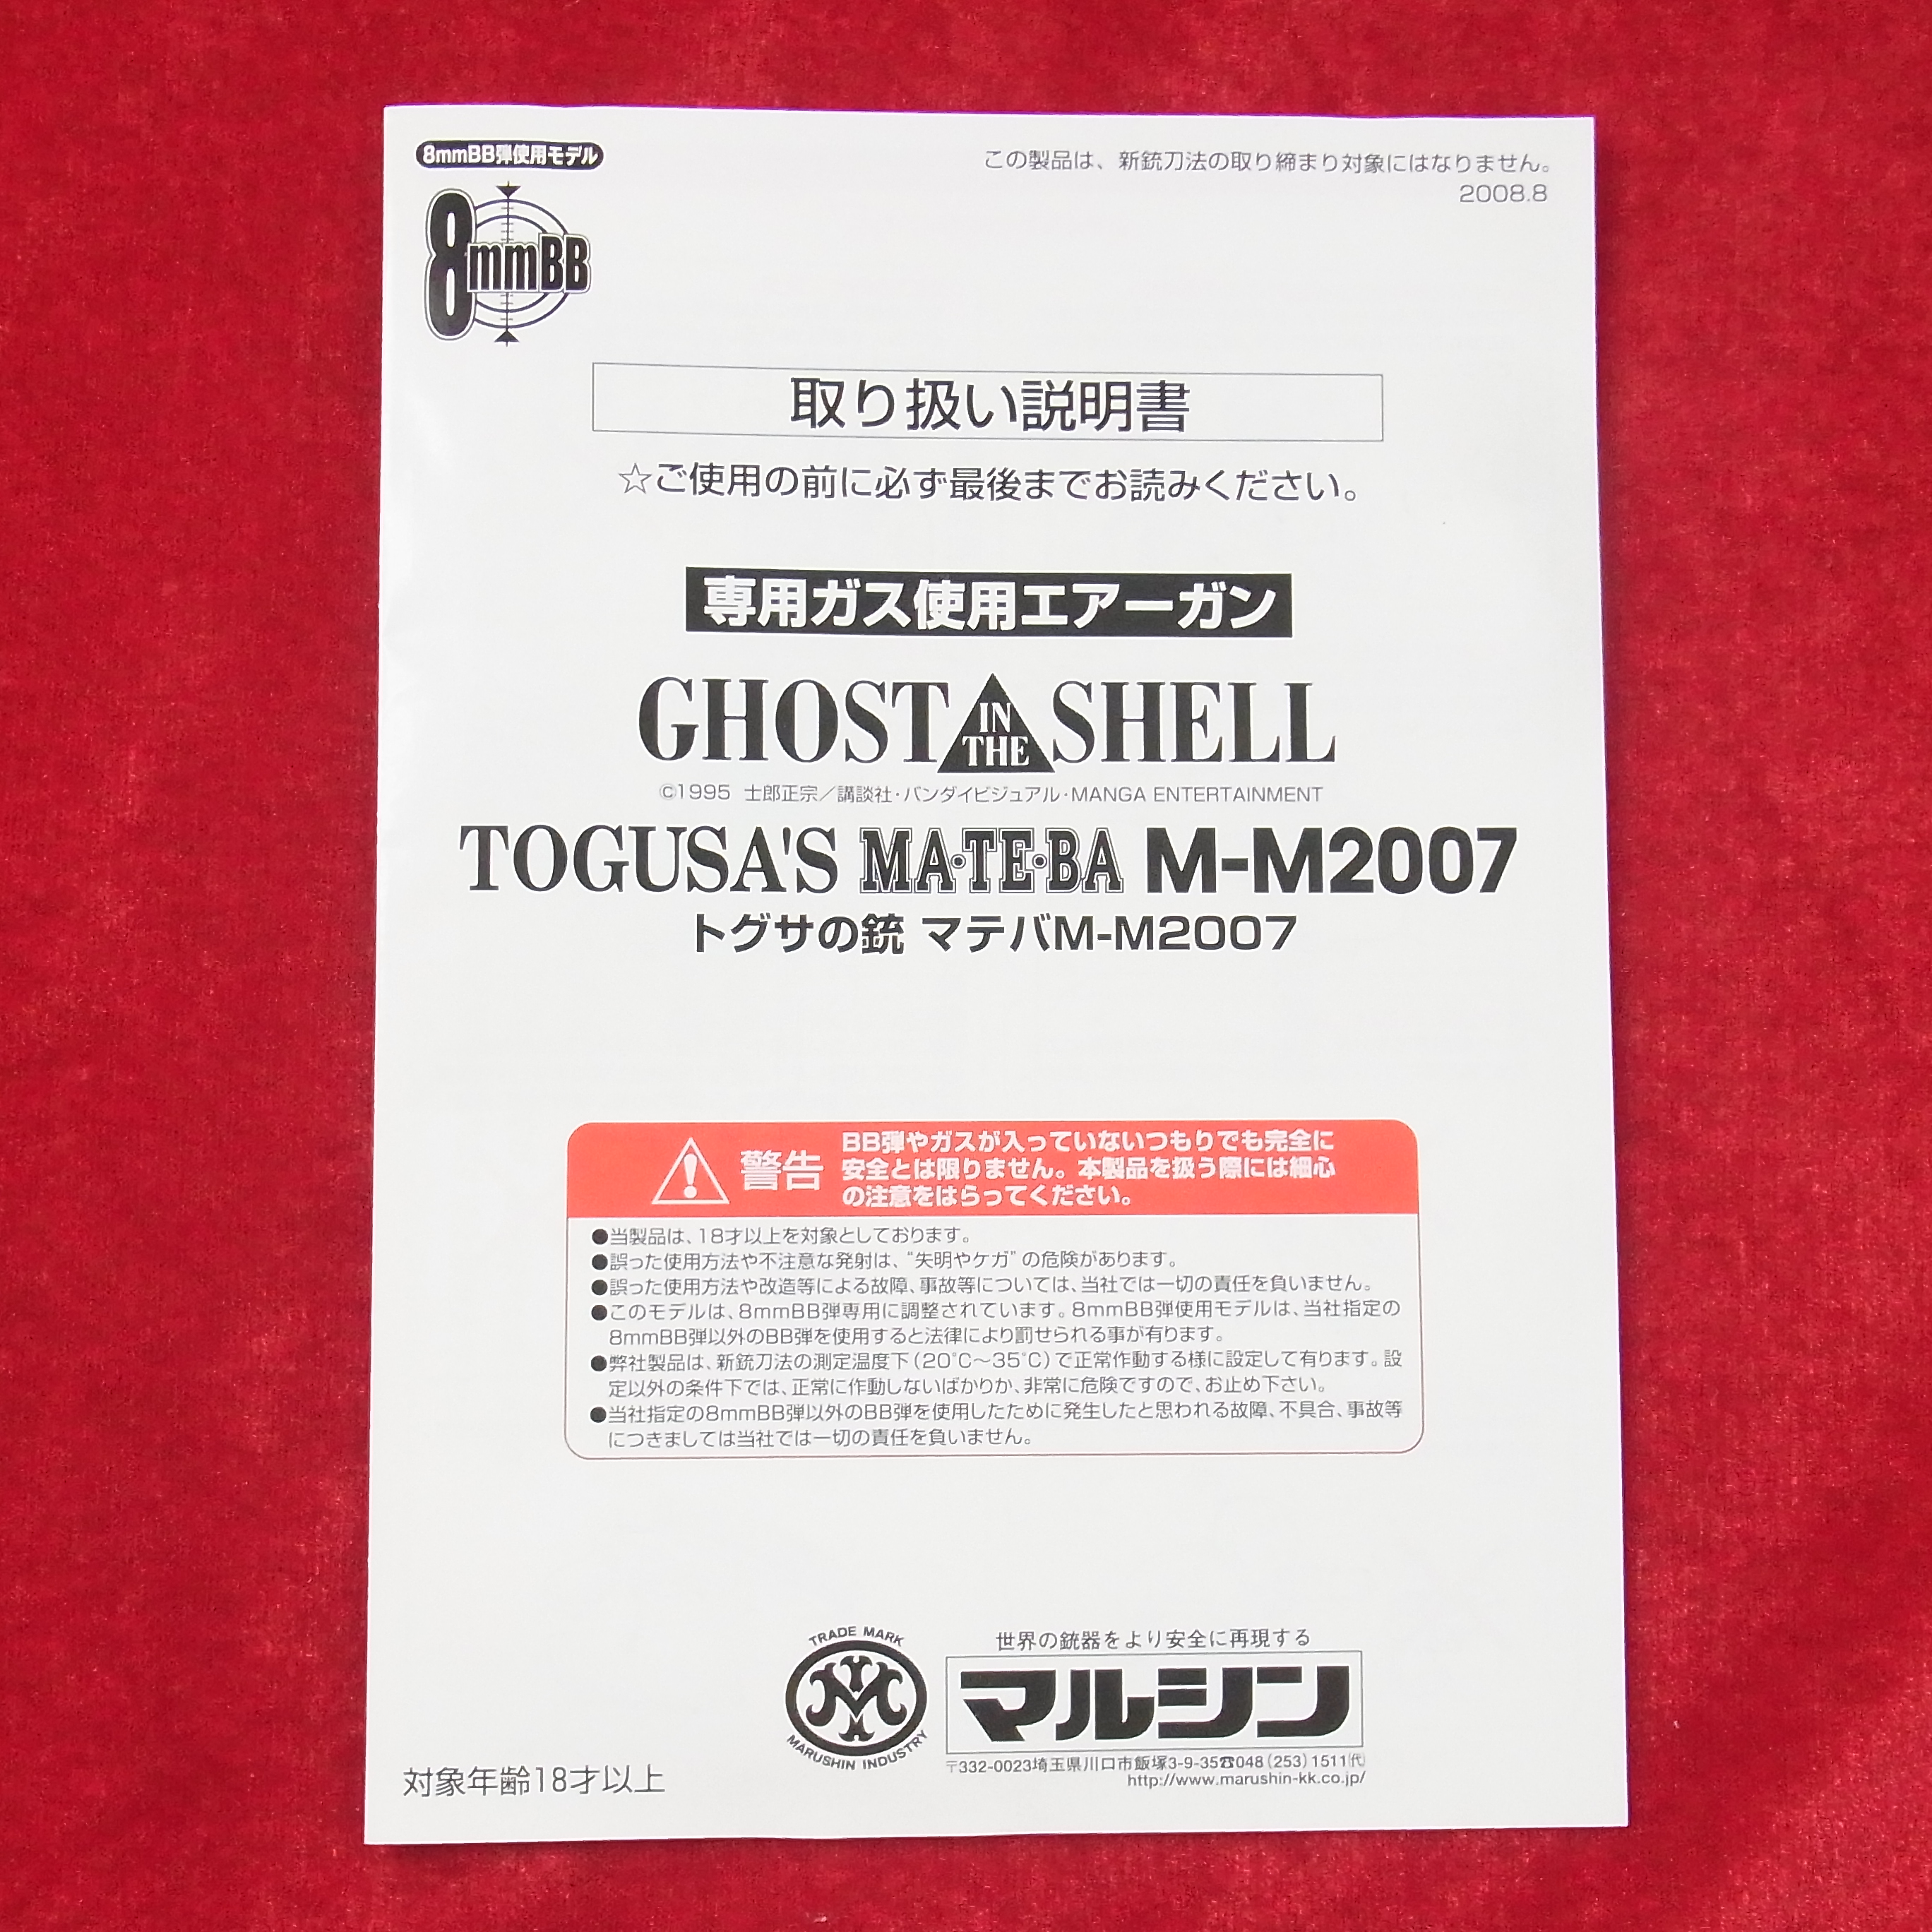 8mmBB弾使用モデル
この製品は、新銃刀法の取り締まり対象にはなりません。
2008.8
8mmBB
取り扱い説明書
☆ご使用の前に必ず最後までお読みください。
専用ガス使用エアーガン
GHOST IN THE SHELL
©1995 士郎正宗／講談社・バンダイビジュアル・MANGA ENTERTAINMENT
TOGUSA'S MA・TE・BA M-M2007
トグサの銃 マテバM-M2007
警告
BB弾やガスが入っていないつもりでも完全に
安全とは限りません。本製品を扱う際には細心
の注意をはらってください。
●当製品は、18才以上を対象としております。
●誤った使用方法や不注意な発射は、“失明やケガ”の危険があります。
●誤った使用方法や改造等による故障、事故等については、当社では一切の責任を負いません。
●このモデルは、8mmBB弾専用に調整されています。8mmBB弾使用モデルは、当社指定の
8mmBB弾以外のBB弾を使用すると法律により罰せられる事が有ります。
●弊社製品は、新銃刀法の測定温度下（20℃〜35℃）で正常作動する様に設定して有ります。設
定以外の条件下では、正常に作動しないばかりか、非常に危険ですので、お止め下さい。
●当社指定の8mmBB弾以外のBB弾を使用したために発生したと思われる故障、不具合、事故等
につきましては当社では一切の責任を負いません。
TRADE MARK
M
MARUSHIN INDUSTRY
世界の銃器をより安全に再現する
マルシン
〒332-0023埼玉県川口市飯塚3-9-35☎048(253)1511㈹
http://www.marushin-kk.co.jp/
対象年齢18才以上